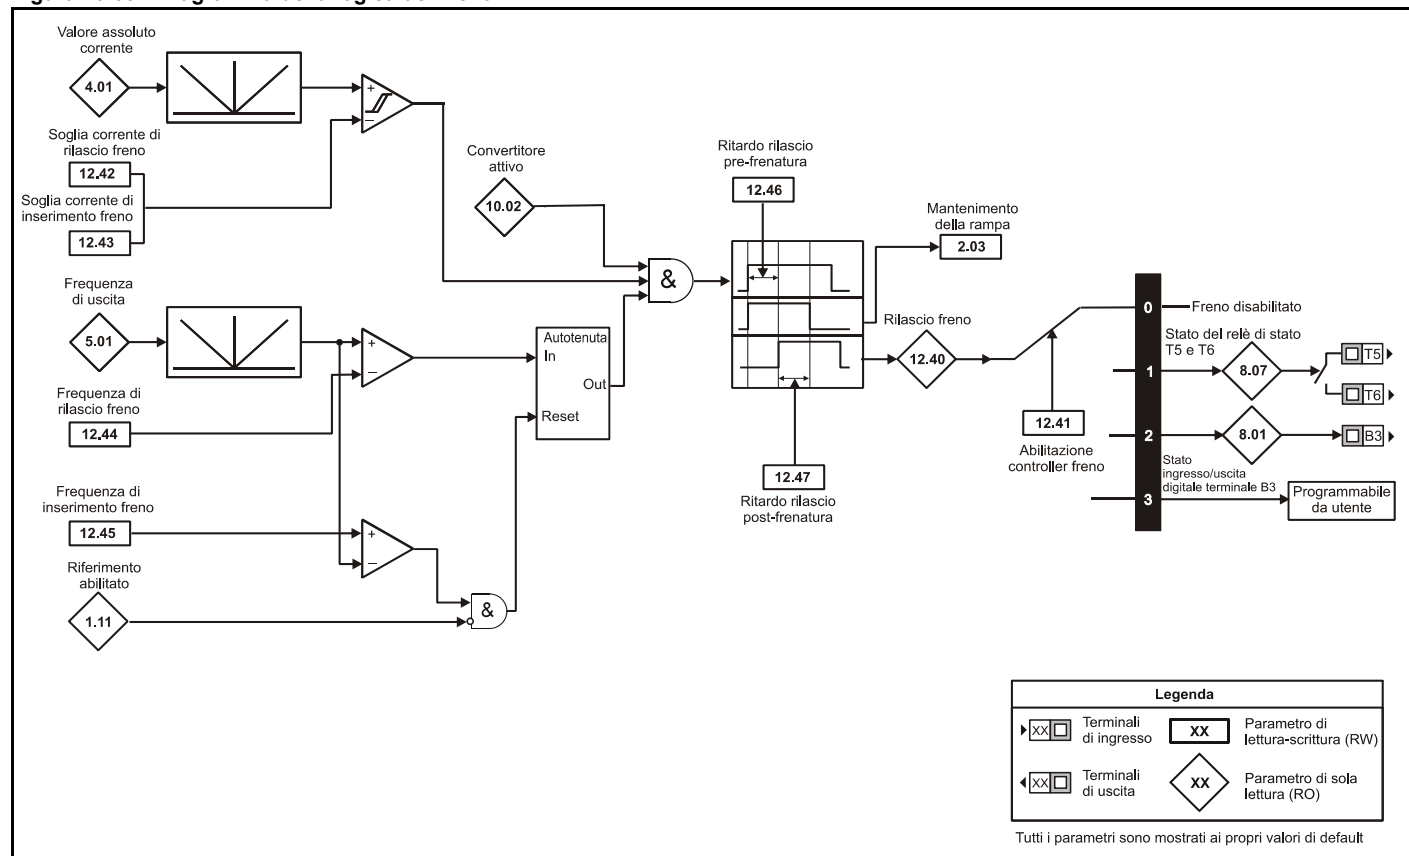 Valore assoluto
corrente
4.01
+
−
Soglia corrente di
rilascio freno
12.42
Soglia corrente di
inserimento freno
12.43
Convertitore
attivo
10.02
Frequenza
di uscita
5.01
+
−
Frequenza di
rilascio freno
12.44
Frequenza di
inserimento freno
12.45
+
−
Riferimento
abilitato
1.11
&
Autotenuta
In
Out
Reset
&
Ritardo rilascio
pre-frenatura
12.46
Mantenimento
della rampa
2.03
Rilascio freno
12.40
12.47
Ritardo rilascio
post-frenatura
12.41
Abilitazione
controller freno
0
Freno disabilitato
Stato del relè di stato
T5 e T6
1
8.07
T5
T6
2
8.01
B3
Stato
ingresso/uscita
digitale terminale B3
3
Programmabile
da utente
Legenda
XX
Terminali
di ingresso
XX
Parametro di
lettura-scrittura (RW)
XX
Terminali
di uscita
XX
Parametro di sola
lettura (RO)
Tutti i parametri sono mostrati ai propri valori di default